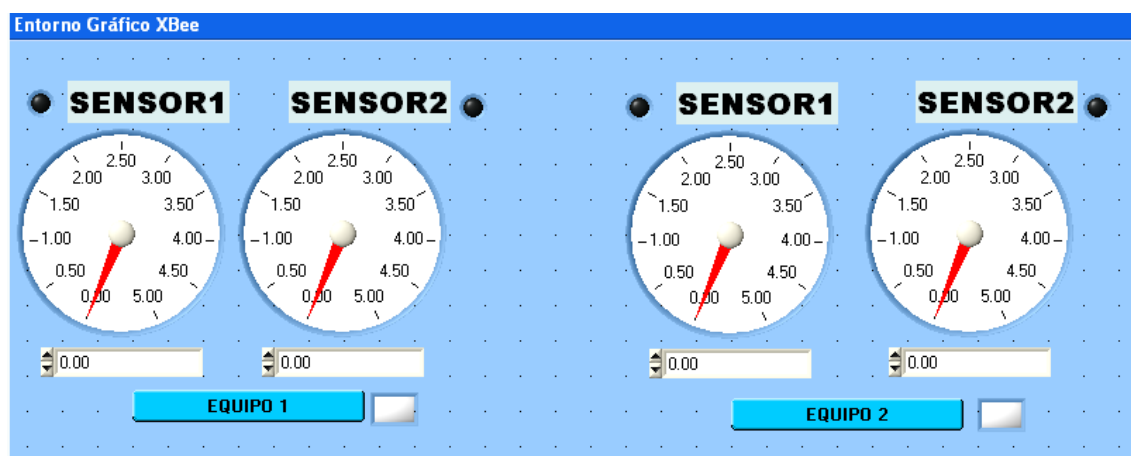 Entorno Gráfico XBee
SENSOR1 SENSOR2 SENSOR1 SENSOR2
2.50 2.50 2.50 2.50
2.00 3.00 2.00 3.00 2.00 3.00 2.00 3.00
1.50 3.50 1.50 3.50 1.50 3.50 1.50 3.50
1.00 4.00 1.00 4.00 1.00 4.00 1.00 4.00
0.50 4.50 0.50 4.50 0.50 4.50 0.50 4.50
0.00 5.00 0.00 5.00 0.00 5.00 0.00 5.00
0.00 0.00 0.00 0.00
EQUIPO 1 EQUIPO 2